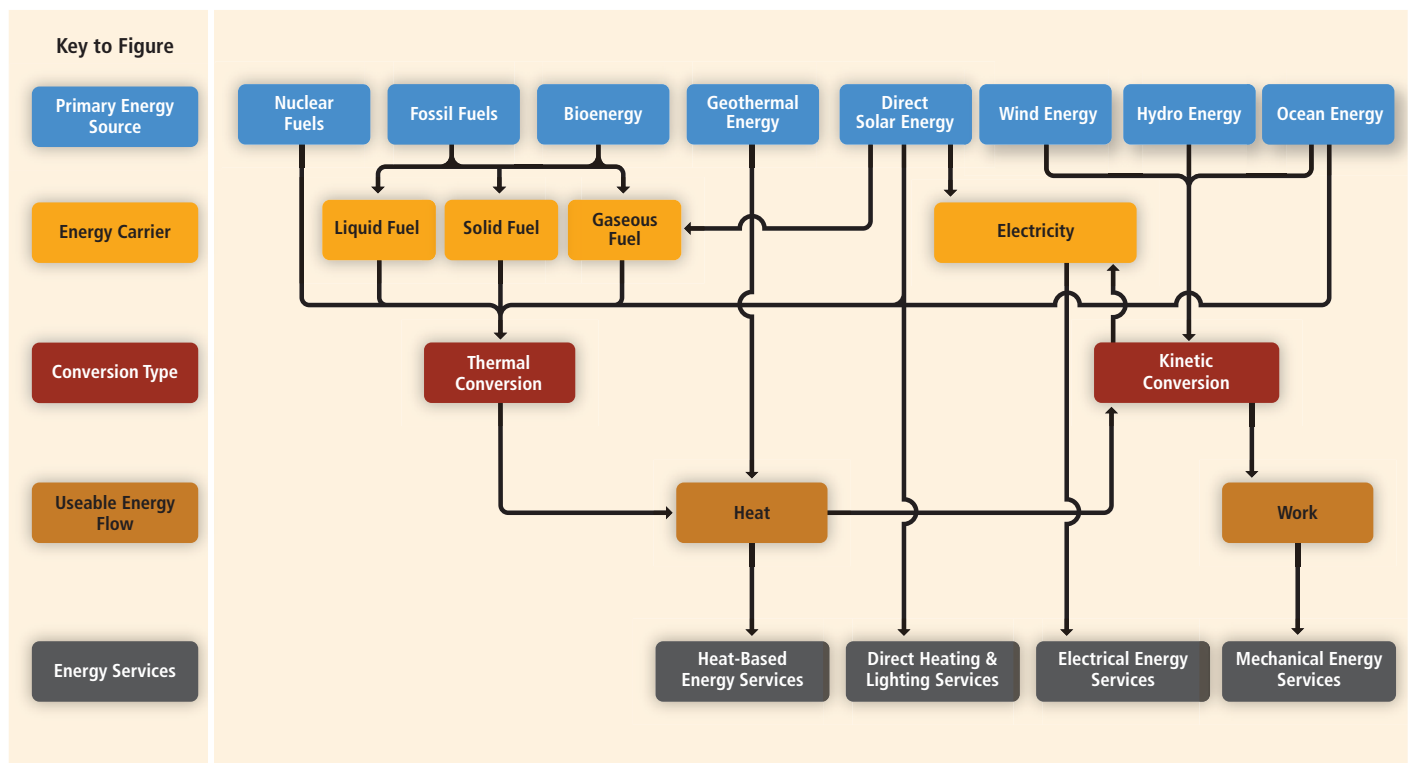 Key to Figure
Primary Energy
Source
Nuclear
Fuels
Fossil Fuels
Bioenergy
Geothermal
Energy
Direct
Solar Energy
Wind Energy
Hydro Energy
Ocean Energy
Energy Carrier
Liquid Fuel
Solid Fuel
Gaseous
Fuel
Electricity
Conversion Type
Thermal
Conversion
Kinetic
Conversion
Useable Energy
Flow
Heat
Work
Energy Services
Heat-Based
Energy Services
Direct Heating &
Lighting Services
Electrical Energy
Services
Mechanical Energy
Services